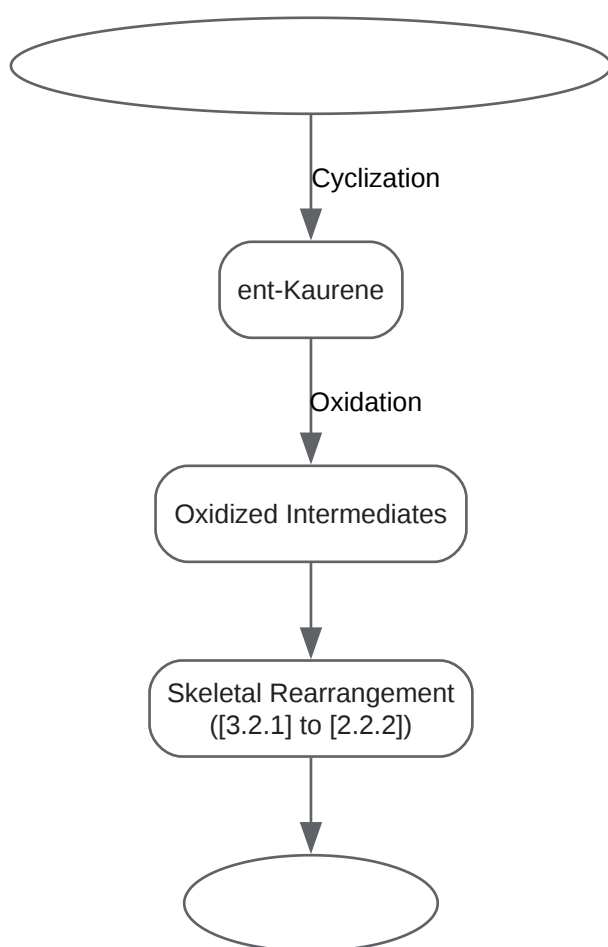 Cyclization
ent-Kaurene
Oxidation
Oxidized Intermediates
Skeletal Rearrangement
([3.2.1] to [2.2.2])